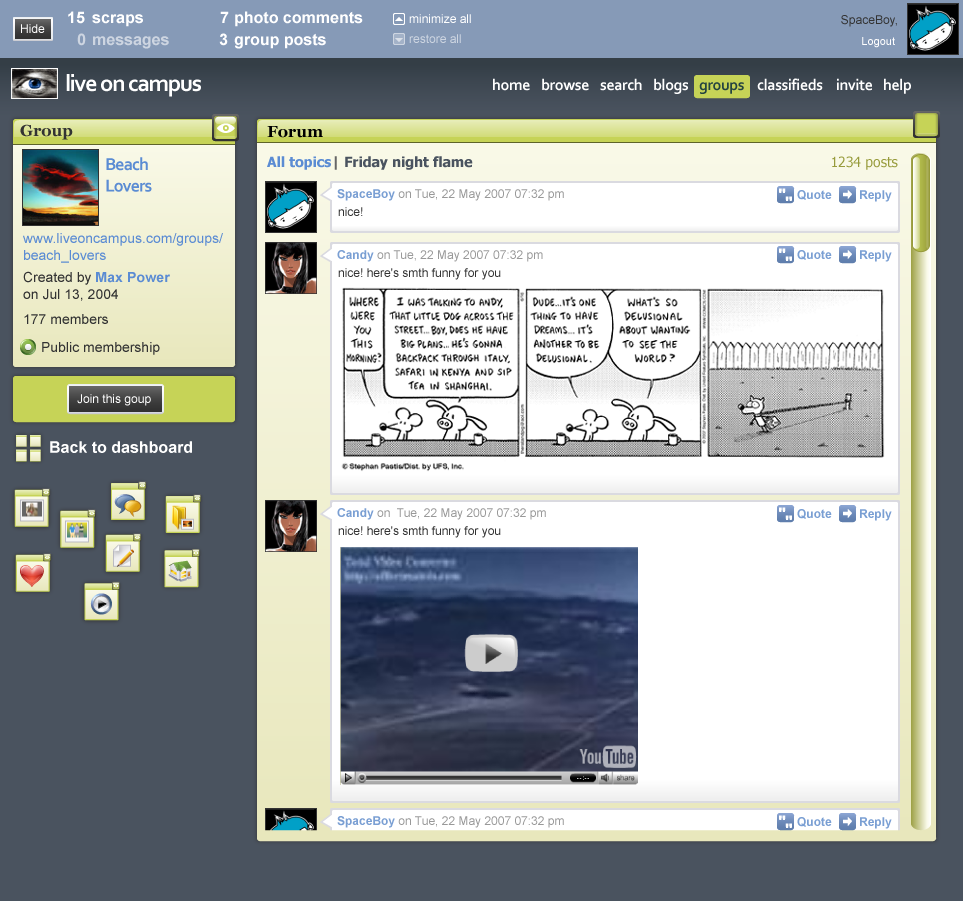 Hide
15 scraps
7 photo comments
minimize all
0 messages
3 group posts
restore all
SpaceBoy,
Logout
live on campus
home browse search blogs groups classifieds invite help
Group
Beach
Lovers
www.liveoncampus.com/groups/
beach_lovers
Created by Max Power
on Jul 13, 2004
177 members
Public membership
Join this goup
Back to dashboard
Forum
All topics | Friday night flame
1234 posts
SpaceBoy on Tue, 22 May 2007 07:32 pm
Quote Reply
nice!
Candy on Tue, 22 May 2007 07:32 pm
Quote Reply
nice! here's smth funny for you
WHERE
WERE
YOU
THIS
MORNING?
I WAS TALKING TO ANDY,
THAT LITTLE DOG ACROSS THE
STREET...BOY, DOES HE HAVE
BIG PLANS...HE'S GONNA
BACKPACK THROUGH ITALY,
SAFARI IN KENYA AND SIP
TEA IN SHANGHAI.
DUDE...IT'S ONE
THING TO HAVE
DREAMS... IT'S
ANOTHER TO BE
DELUSIONAL.
WHAT'S SO
DELUSIONAL
ABOUT WANTING
TO SEE THE
WORLD?
© Stephan Pastis/Dist. by UFS, Inc.
Candy on Tue, 22 May 2007 07:32 pm
Quote Reply
nice! here's smth funny for you
Total Video Converter
YouTube
--:--
share
SpaceBoy on Tue, 22 May 2007 07:32 pm
Quote Reply